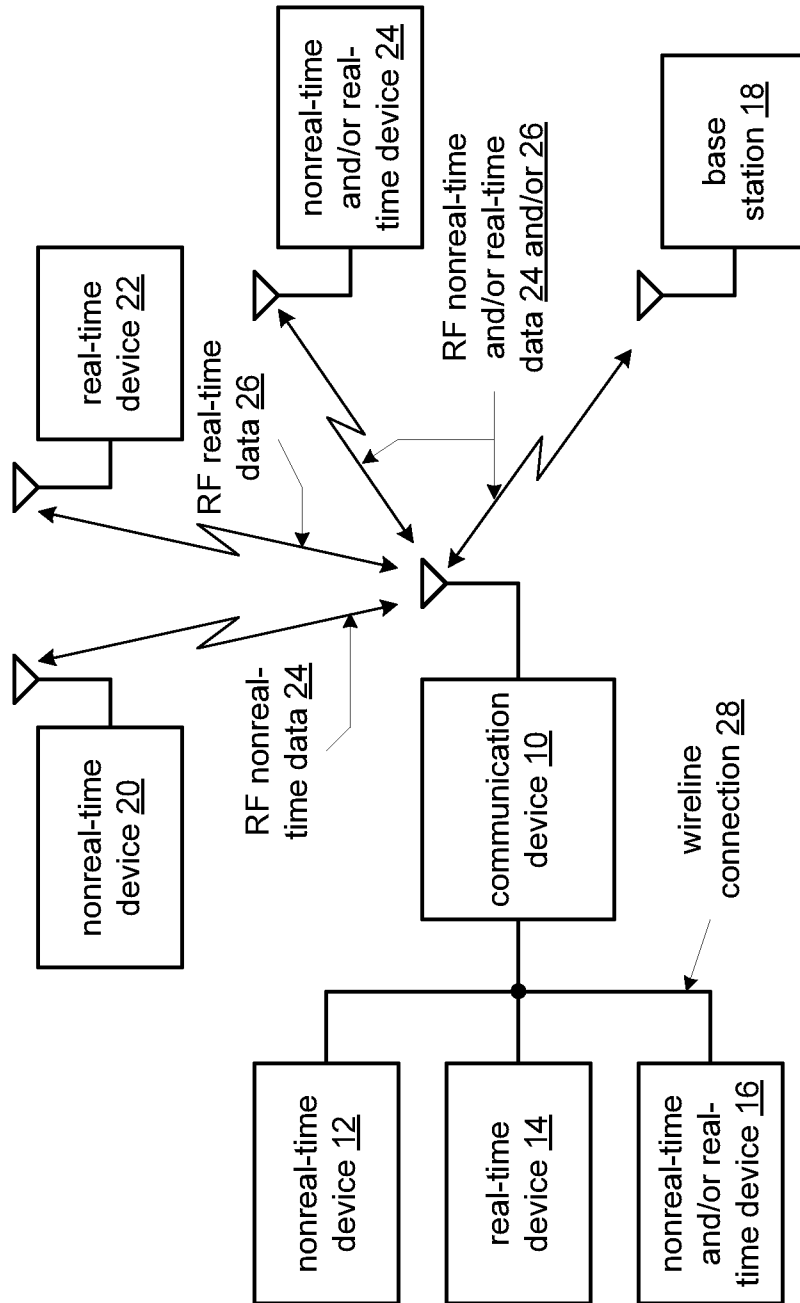 nonreal-time
device 20
real-time
device 22
RF nonreal-
time data 24
RF real-time
data 26
nonreal-time
and/or real-
time device 24
nonreal-time
device 12
real-time
device 14
nonreal-time
and/or real-
time device 16
communication
device 10
RF nonreal-time
and/or real-time
data 24 and/or 26
wireline
connection 28
base
station 18